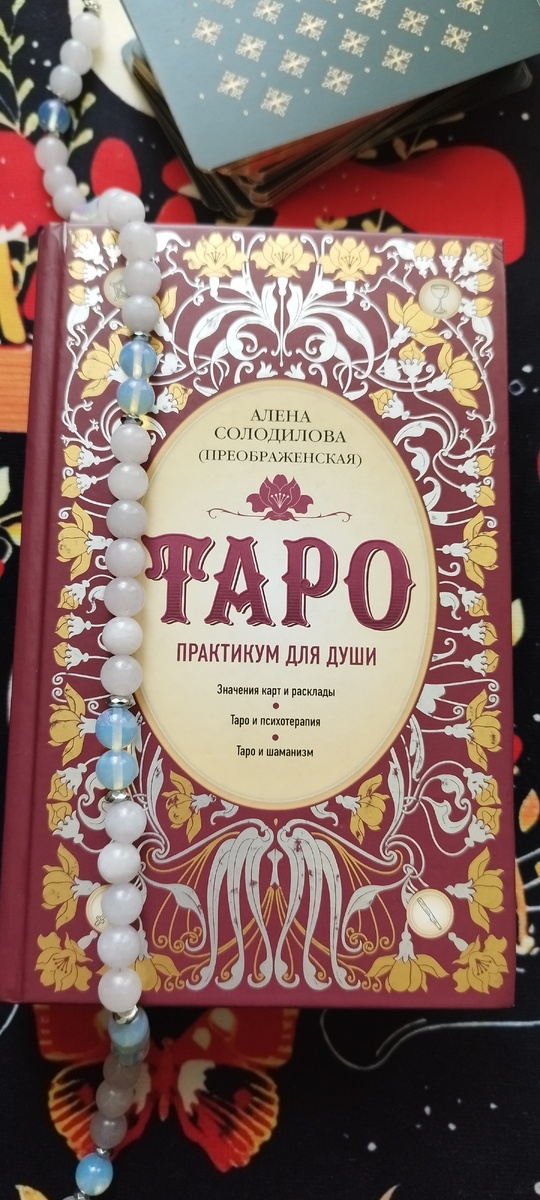 АЛЕНА
СОЛОДИЛОВА
(ПРЕОБРАЖЕНСКАЯ)
ТАРО
ПРАКТИКУМ ДЛЯ ДУШИ
Значения карт и расклады
•
Таро и психотерапия
•
Таро и шаманизм